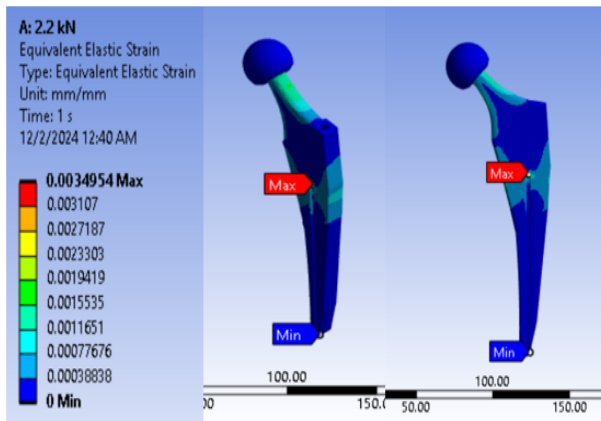 A: 2.2 kN
Equivalent Elastic Strain
Type: Equivalent Elastic Strain
Unit: mm/mm
Time: 1 s
12/2/2024 12:40 AM
0.0034954 Max
0.003107
0.0027187
0.0023303
0.0019419
0.0015535
0.0011651
0.00077676
0.00038838
0 Min
Max
Min
100.00
00
150.0
Max
Min
100.00
50.00
150.00